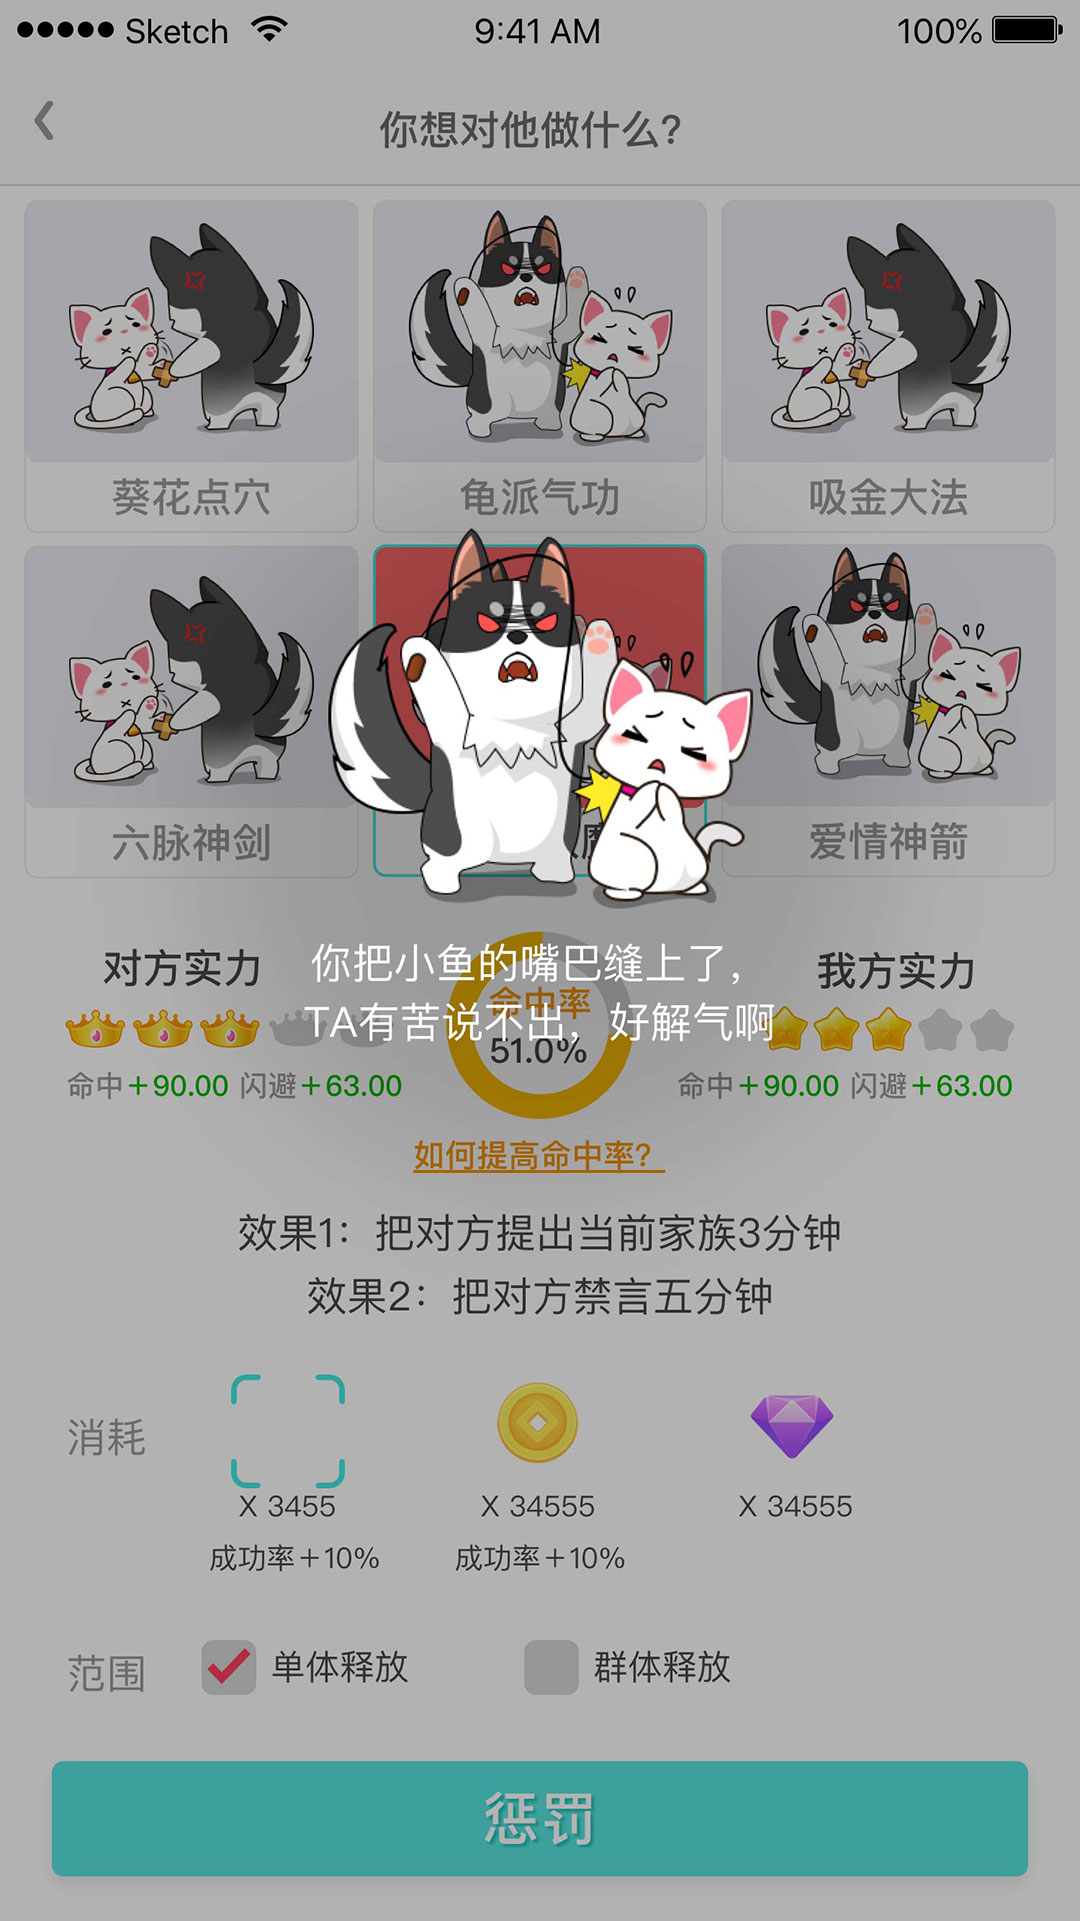 Sketch 9:41 AM 100%
你想对他做什么?
葵花点穴 龟派气功 吸金大法
六脉神剑 爱情神箭
对方实力 我方实力
你把小鱼的嘴巴缝上了，
TA有苦说不出，好解气啊
命中率
51.0%
命中+90.00 闪避+63.00 命中+90.00 闪避+63.00
如何提高命中率?
效果1：把对方提出当前家族3分钟
效果2：把对方禁言五分钟
消耗
X 3455 X 34555 X 34555
成功率+10% 成功率+10%
范围 单体释放 群体释放
惩罚